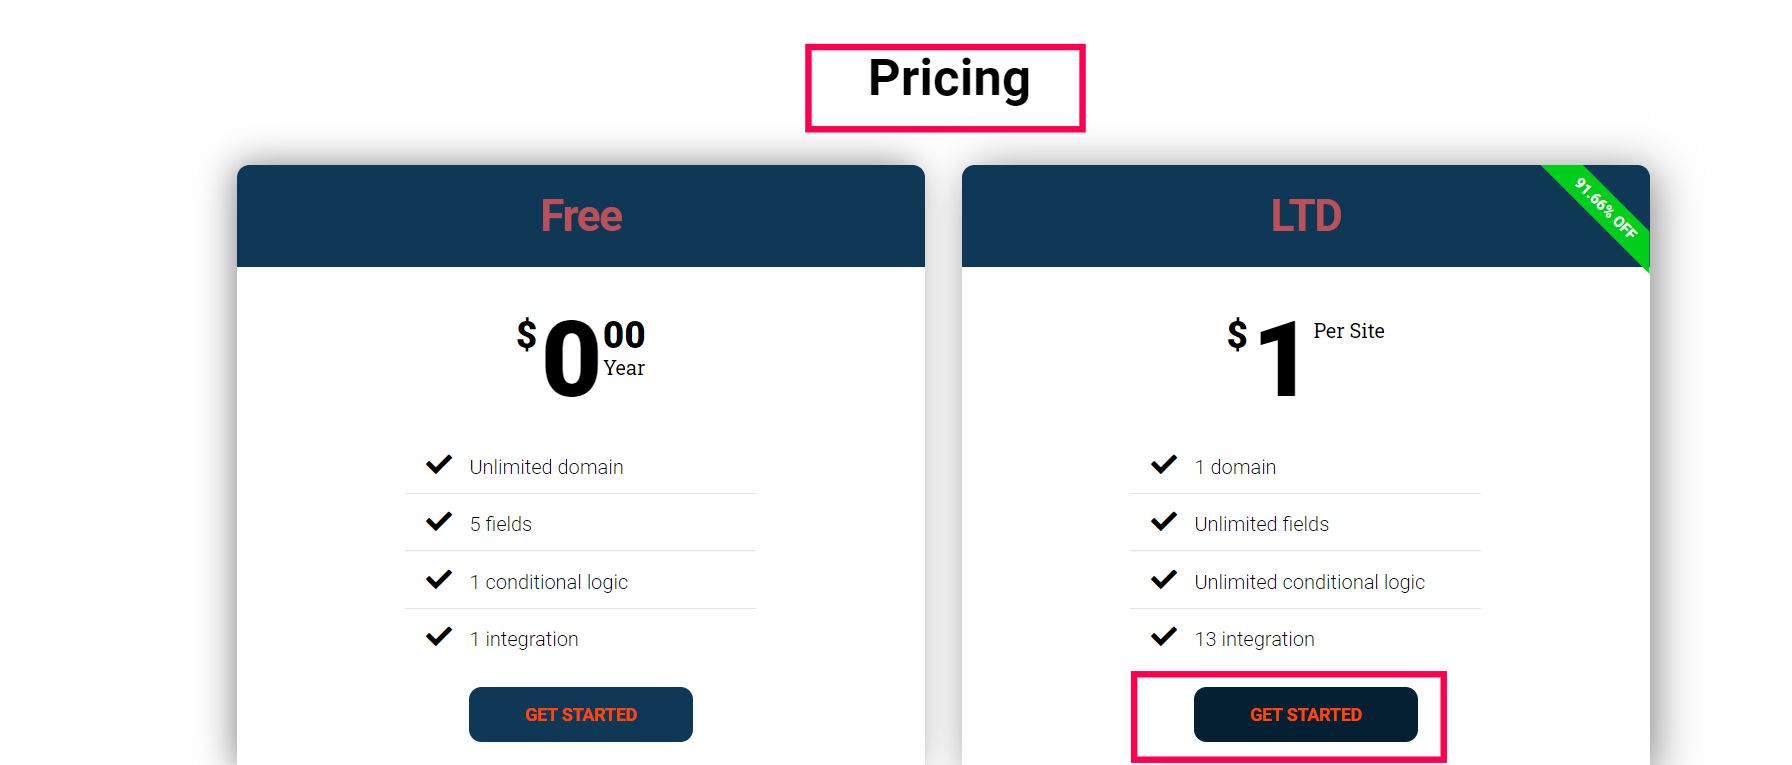 Pricing
Free
$ 0 00
Year
Unlimited domain
5 fields
1 conditional logic
1 integration
GET STARTED
LTD
91.66% OFF
$ 1 Per Site
1 domain
Unlimited fields
Unlimited conditional logic
13 integration
GET STARTED